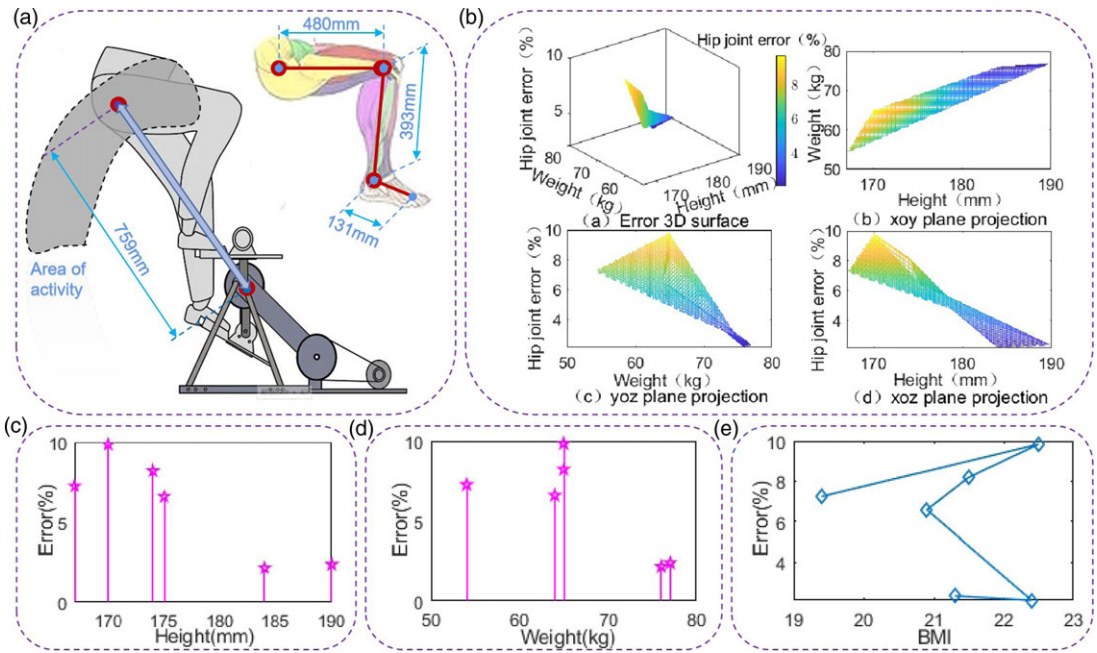 (a)
480mm
393mm
131mm
759mm
Area of
activity
(b)
Hip joint error (%)
10
5
80
70
60
Weight (kg)
170
180
190
Height (mm)
Hip joint error (%)
8
6
4
(a) Error 3D surface
Weight (kg)
80
70
60
50
170
180
190
Height (mm)
(b) xoy plane projection
Hip joint error (%)
10
8
6
4
50
60
70
80
Weight (kg)
(c) yoz plane projection
Hip joint error (%)
10
8
6
4
170
180
190
Height (mm)
(d) xoz plane projection
(c)
Error(%)
10
5
0
170
175
180
185
190
Height(mm)
(d)
Error(%)
10
5
0
50
60
70
80
Weight(kg)
(e)
Error(%)
10
8
6
4
19
20
21
22
23
BMI